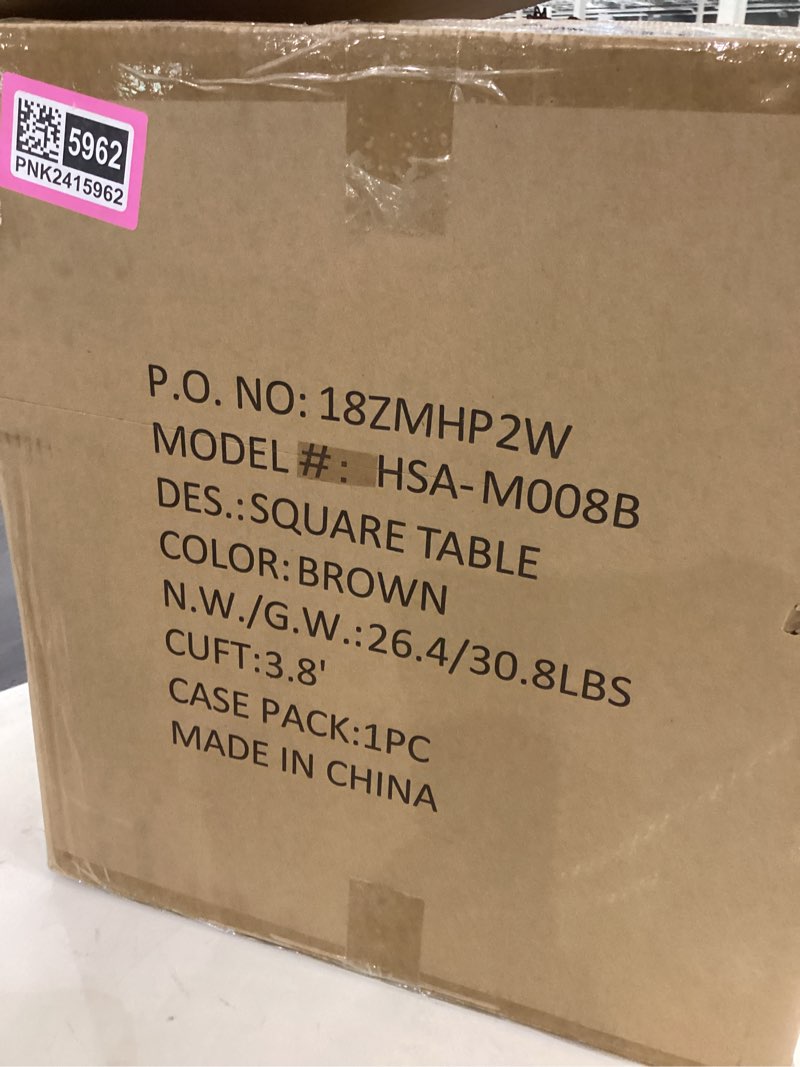 5962
PNK2415962
P.O. NO: 18ZMHP2W
MODEL #: HSA-M008B
DES.:SQUARE TABLE
COLOR:BROWN
N.W./G.W.:26.4/30.8LBS
CUFT:3.8'
CASE PACK:1PC
MADE IN CHINA